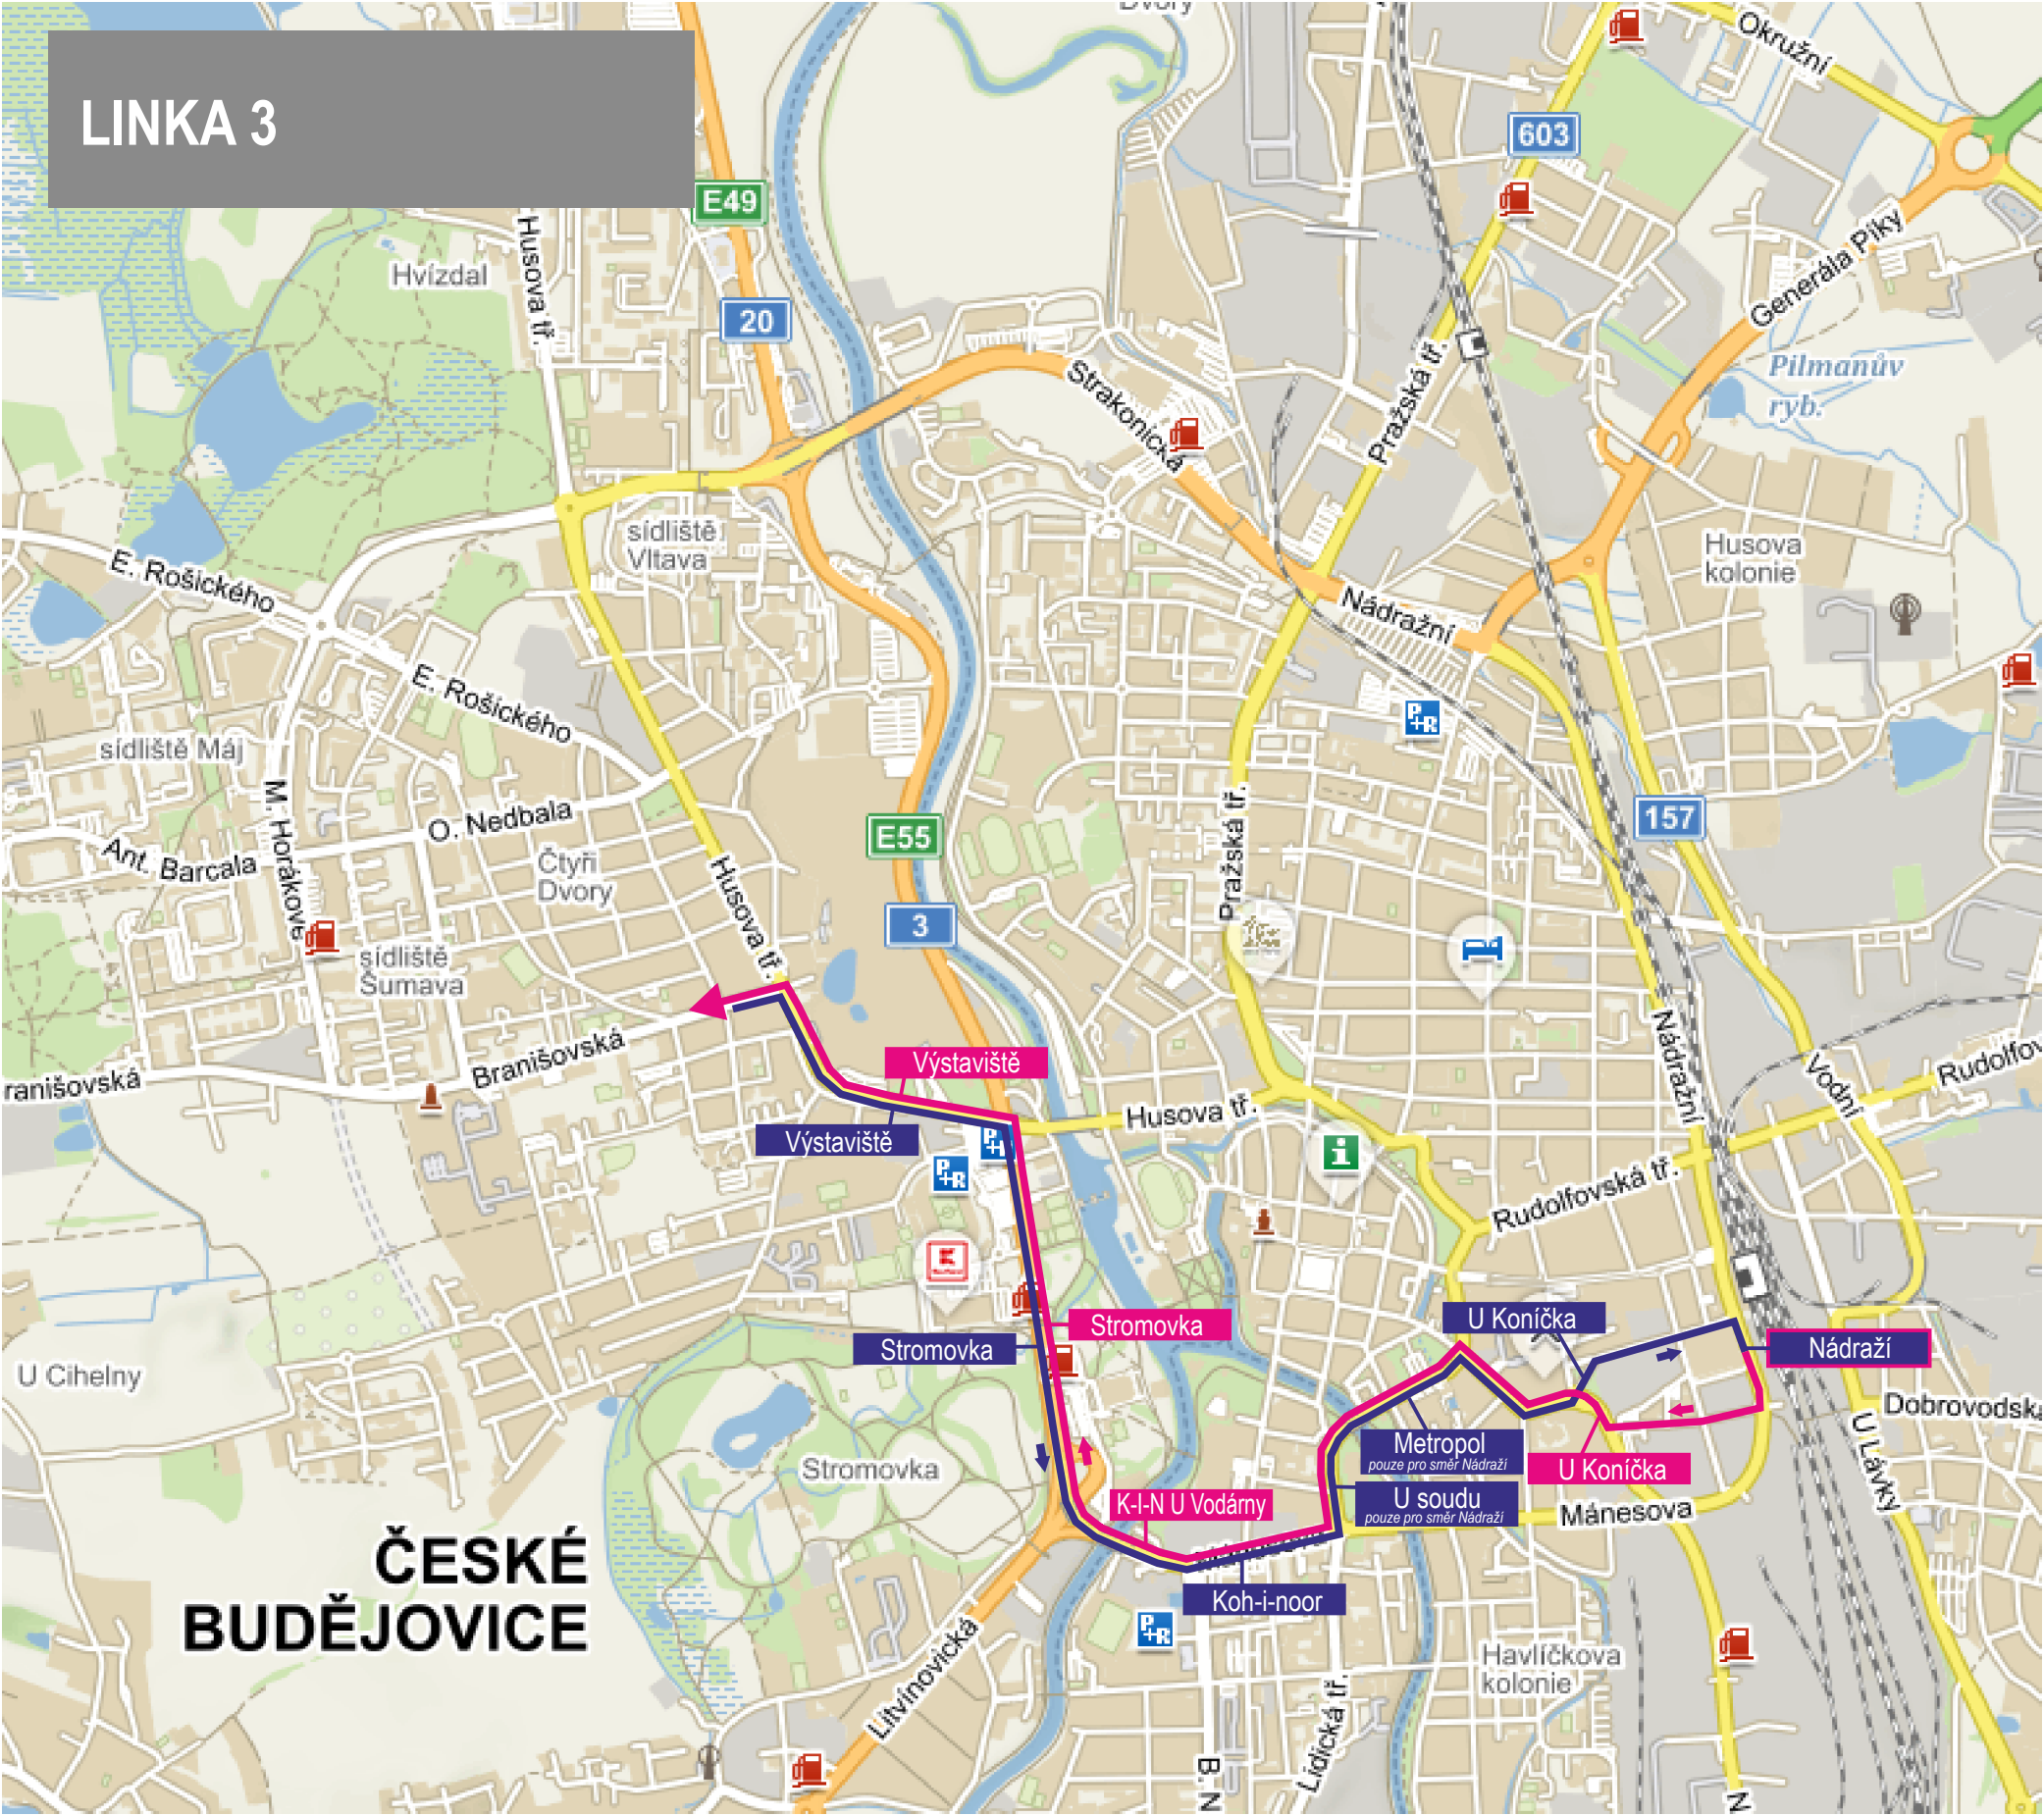 Dvory
LINKA 3
Okružní
603
E49
Husova tř.
Hvízdal
Generála Píky
20
Pilmanův
ryb.
Strakonická
Pražská tř.
sídliště
Vltava
Husova
kolonie
E. Rošického
Nádražní
E. Rošického
P+R
sídliště Máj
M. Horákové
O. Nedbala
Pražská tř.
157
E55
Ant. Barcala
Čtyři
Dvory
Husova tř.
3
sídliště
Šumava
Nádražní
Branišovská
Výstaviště
Vodní
Rudolfov
ranišovská
Husova tř.
Výstaviště
P+R
P+R
Rudolfovská tř.
U Koníčka
Stromovka
Stromovka
Nádraží
U Cihelny
Dobrovodská
U Lávky
Metropol
pouze pro směr Nádraží
U Koníčka
Stromovka
K-I-N U Vodárny
U soudu
pouze pro směr Nádraží
Mánesova
ČESKÉ
BUDĚJOVICE
Koh-i-noor
P+R
Litvínovická
Havlíčkova
kolonie
Lidická tř.
B. N
N